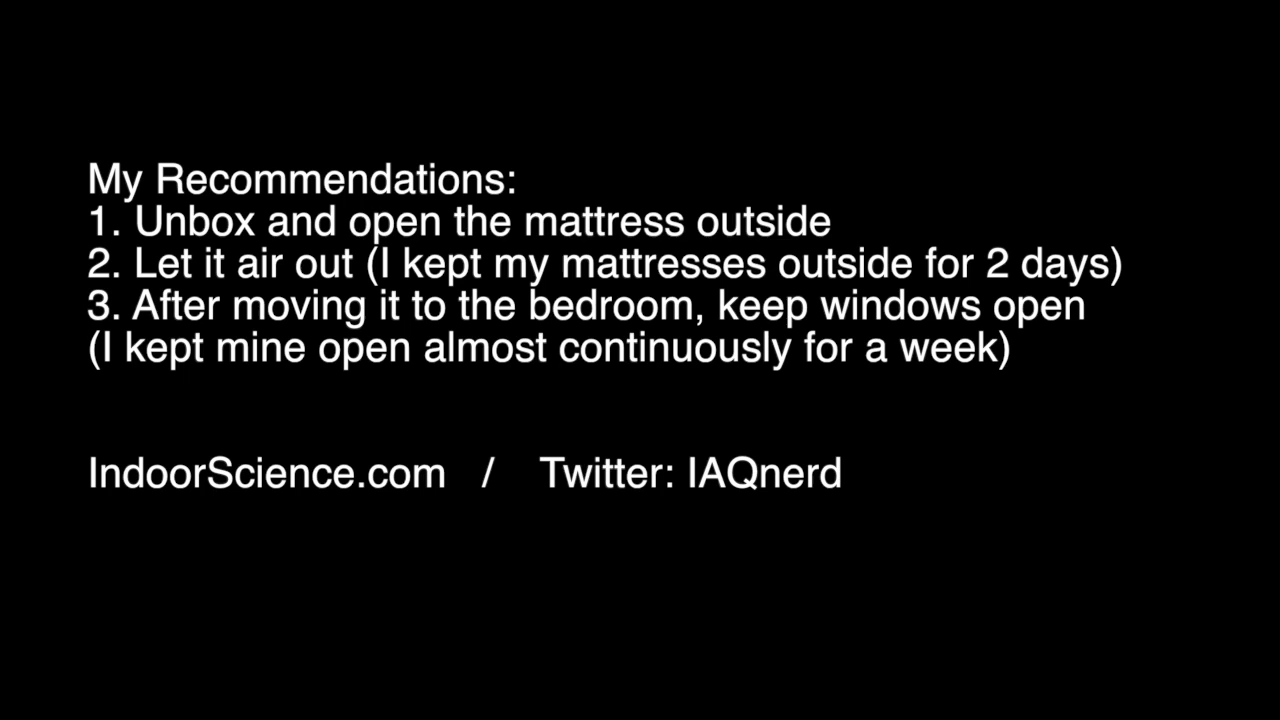 My Recommendations:
1. Unbox and open the mattress outside
2. Let it air out (I kept my mattresses outside for 2 days)
3. After moving it to the bedroom, keep windows open
(I kept mine open almost continuously for a week)
IndoorScience.com / Twitter: IAQnerd